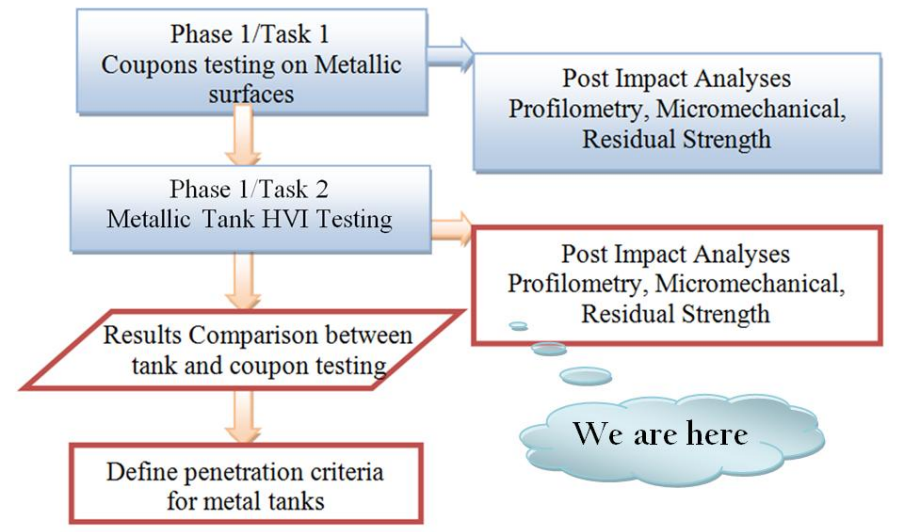 Phase 1/Task 1
Coupons testing on Metallic
surfaces
Post Impact Analyses
Profilometry, Micromechanical,
Residual Strength
Phase 1/Task 2
Metallic Tank HVI Testing
Post Impact Analyses
Profilometry, Micromechanical,
Residual Strength
Results Comparison between
tank and coupon testing
We are here
Define penetration criteria
for metal tanks